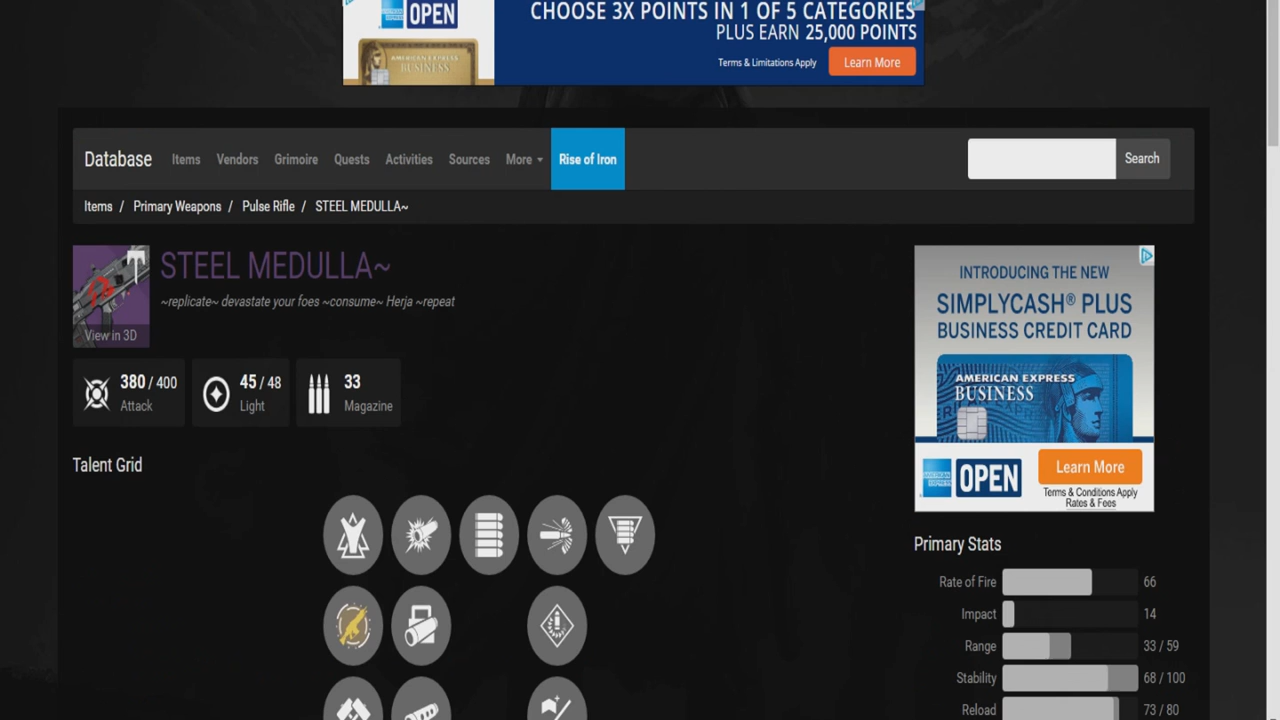 OPEN
CHOOSE 3X POINTS IN 1 OF 5 CATEGORIES
PLUS EARN 25,000 POINTS
AMERICAN EXPRESS
BUSINESS
Terms & Limitations Apply
Learn More
Database
Items
Vendors
Grimoire
Quests
Activities
Sources
More
Rise of Iron
Search
Items / Primary Weapons / Pulse Rifle / STEEL MEDULLA~
STEEL MEDULLA~
~replicate~ devastate your foes ~consume~ Herja ~repeat
View in 3D
380 / 400
Attack
45 / 48
Light
33
Magazine
Talent Grid
INTRODUCING THE NEW
SIMPLYCASH® PLUS
BUSINESS CREDIT CARD
AMERICAN EXPRESS
BUSINESS
OPEN
Learn More
Terms & Conditions Apply
Rates & Fees
Primary Stats
Rate of Fire 66
Impact 14
Range 33 / 59
Stability 68 / 100
Reload 73 / 80